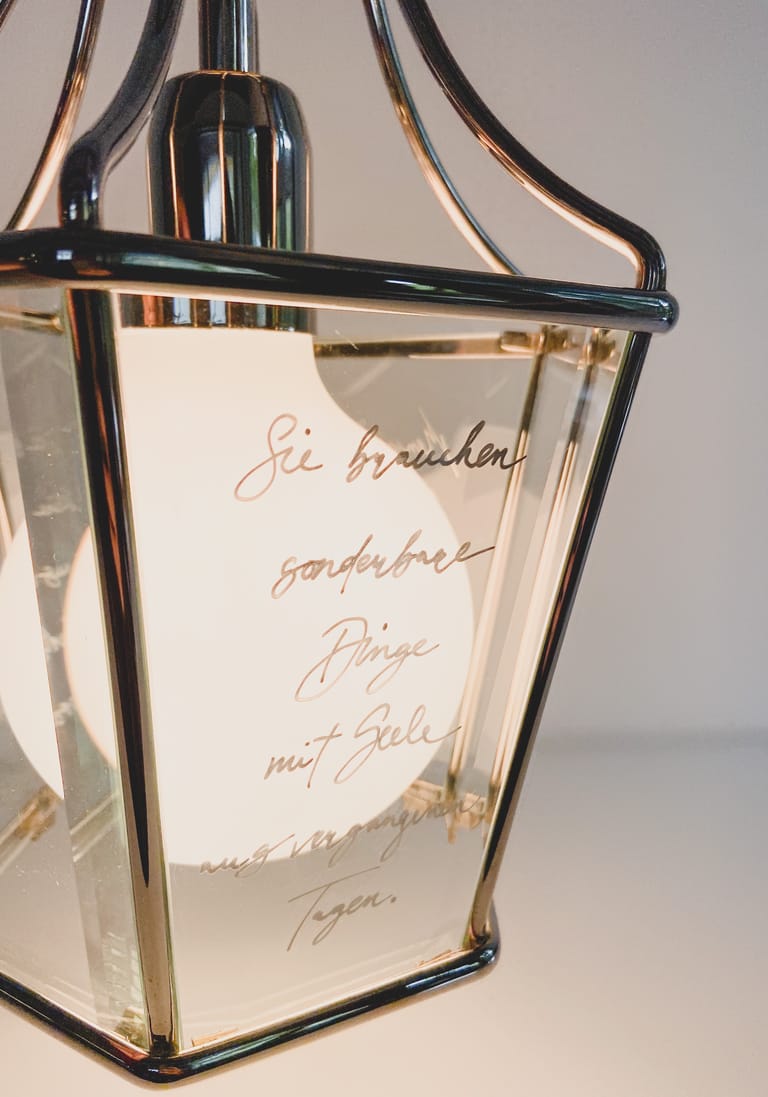 Sie brauchen
sonderbare
Dinge
mit Seele
aus vergangenen
Tagen.